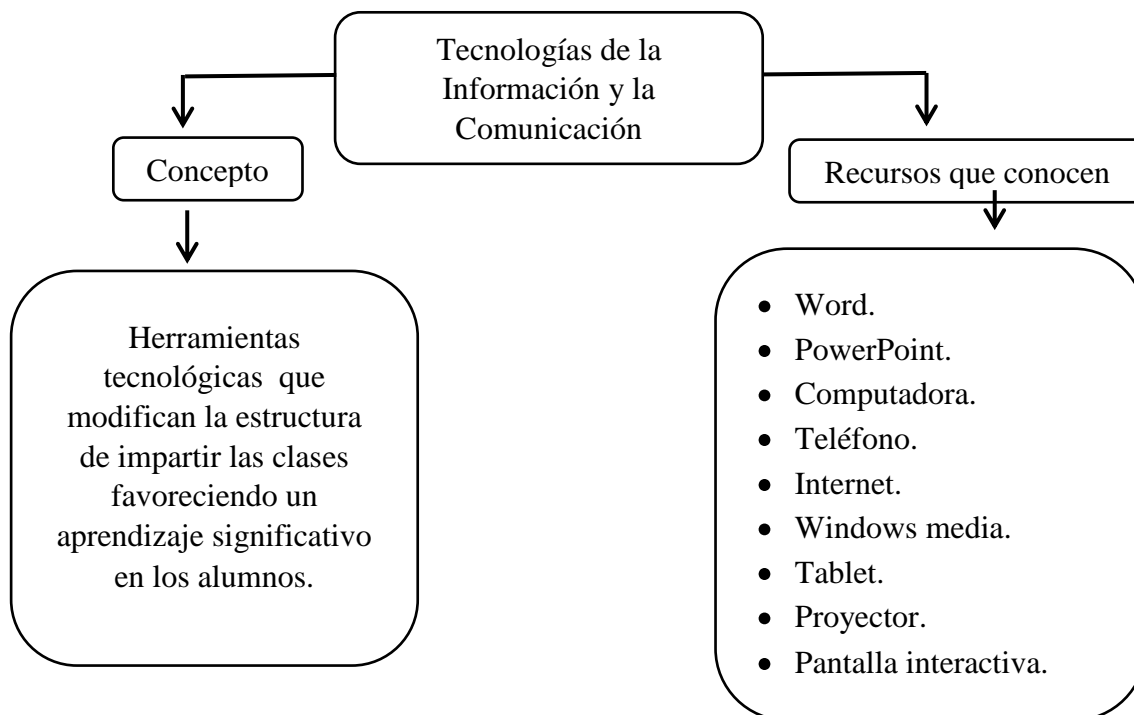 Tecnologías de la
Información y la
Comunicación
Concepto
Recursos que conocen
Herramientas
tecnológicas  que
modifican la estructura
de impartir las clases
favoreciendo un
aprendizaje significativo
en los alumnos.
• Word.
• PowerPoint.
• Computadora.
• Teléfono.
• Internet.
• Windows media.
• Tablet.
• Proyector.
• Pantalla interactiva.